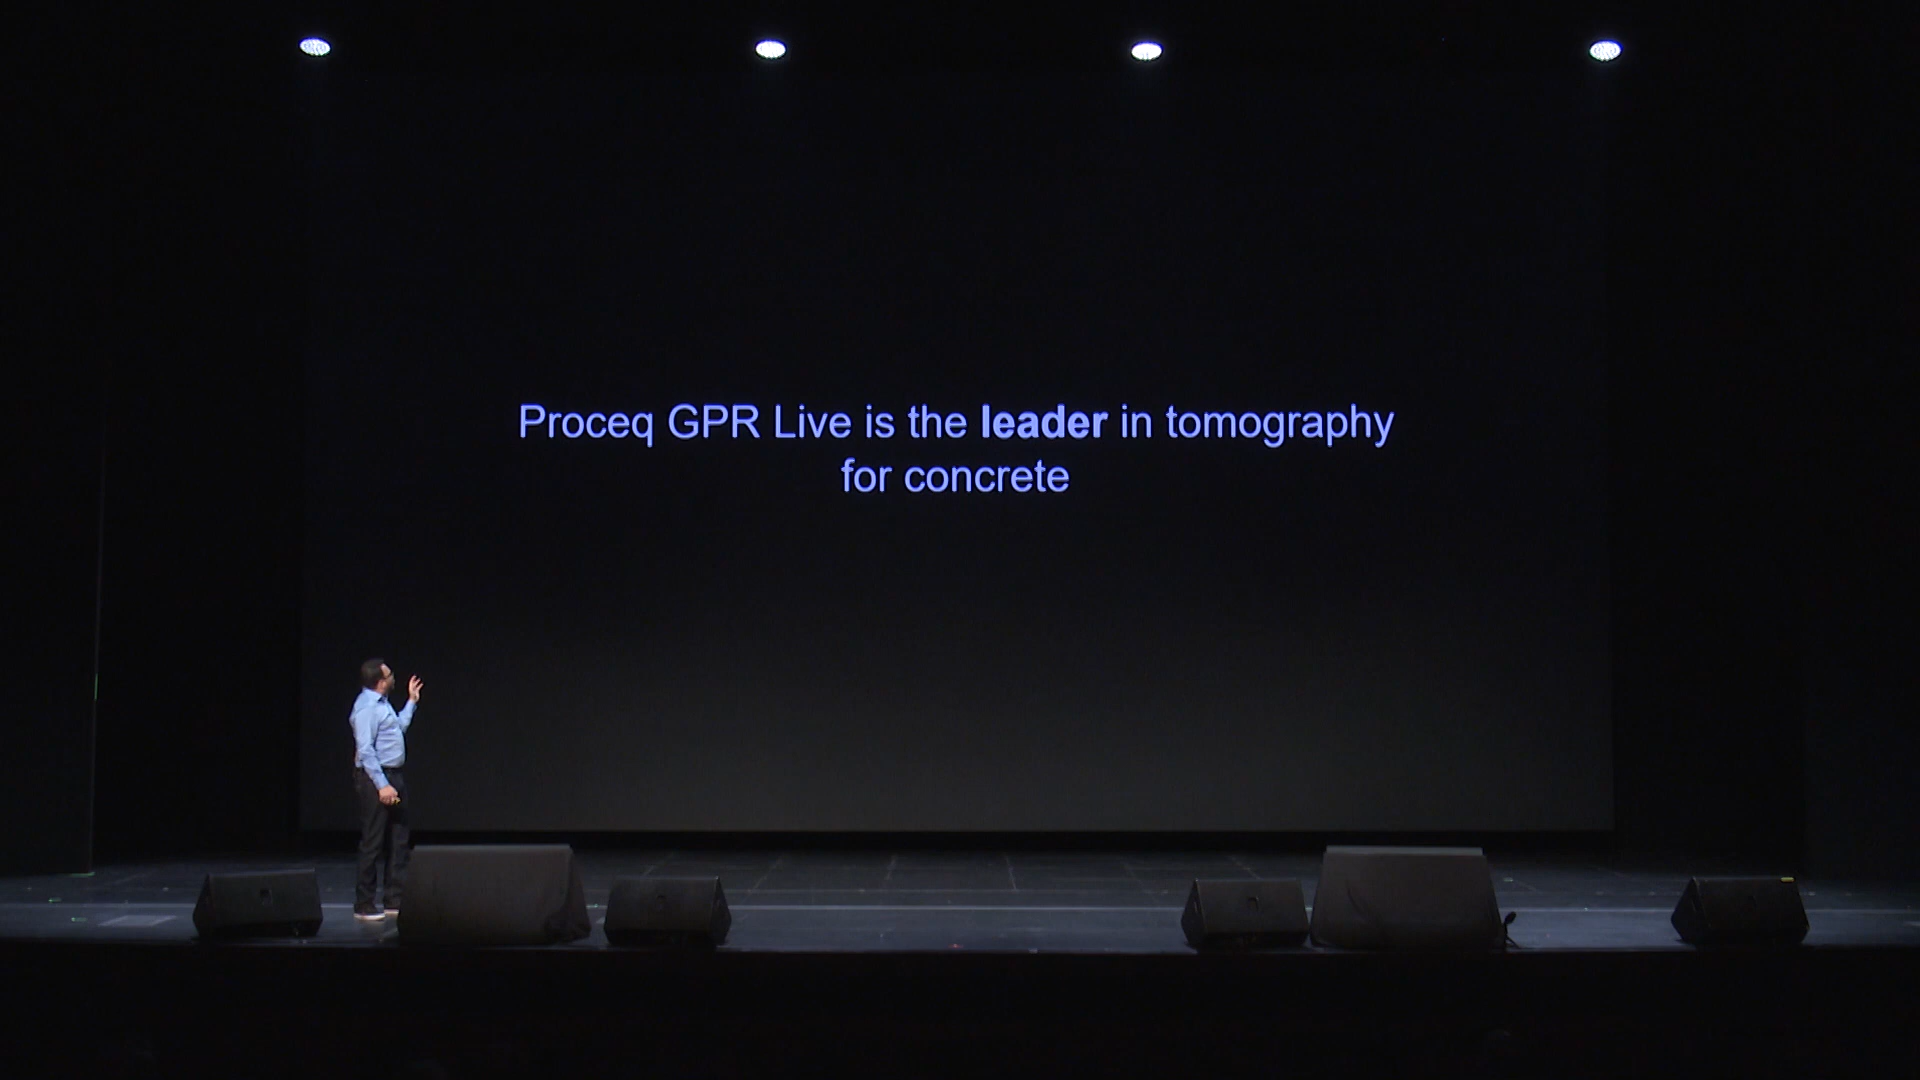 Proceq GPR Live is the leader in tomography
for concrete